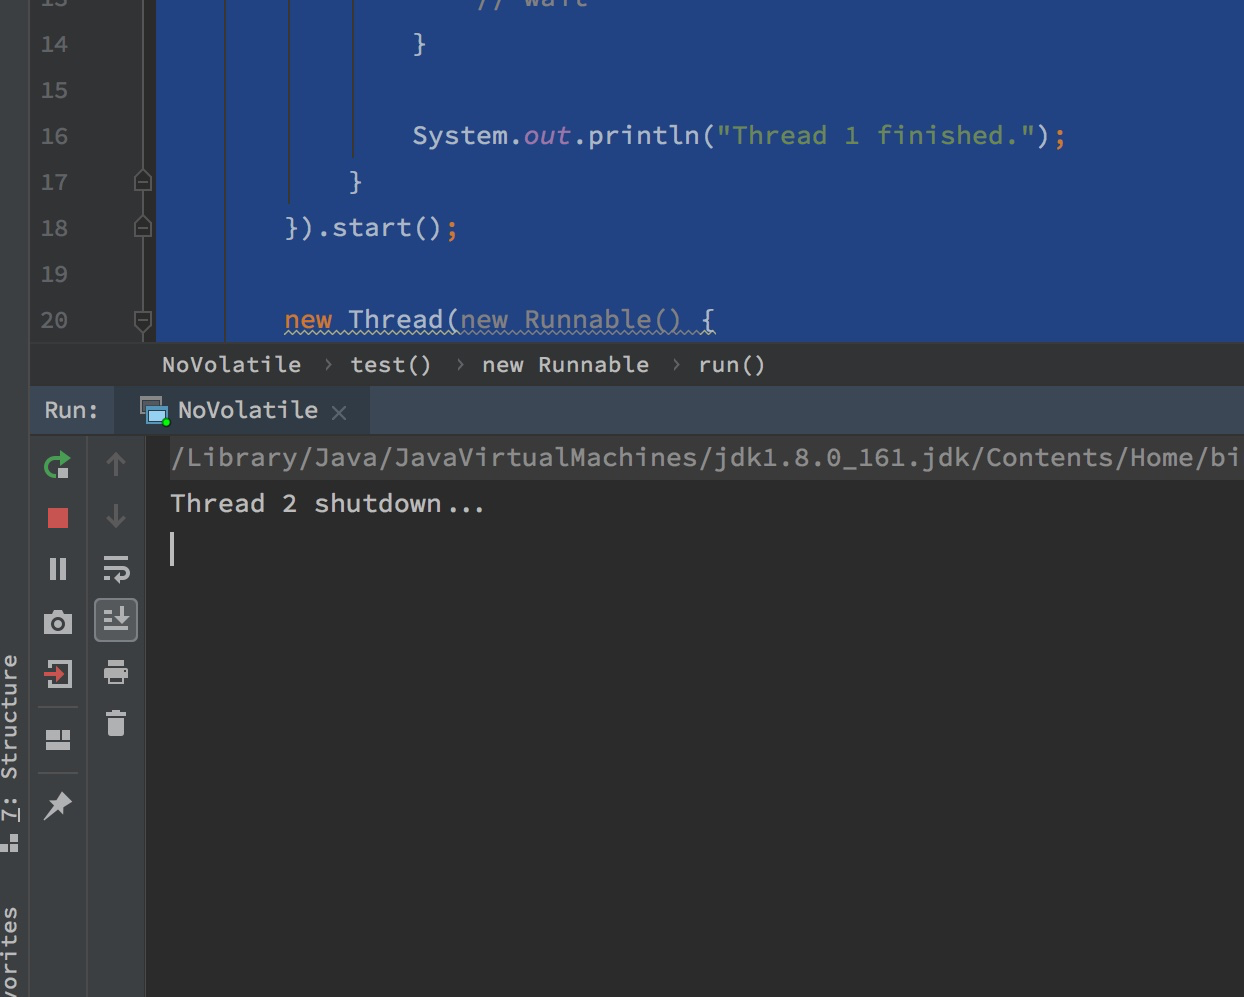 13 // wait
14 }
15
16 System.out.println("Thread 1 finished.");
17 }
18 }).start();
19
20 new Thread(new Runnable() {
NoVolatile › test() › new Runnable › run()
Run: NoVolatile ×
/Library/Java/JavaVirtualMachines/jdk1.8.0_161.jdk/Contents/Home/bi
Thread 2 shutdown...
7: Structure
vorites